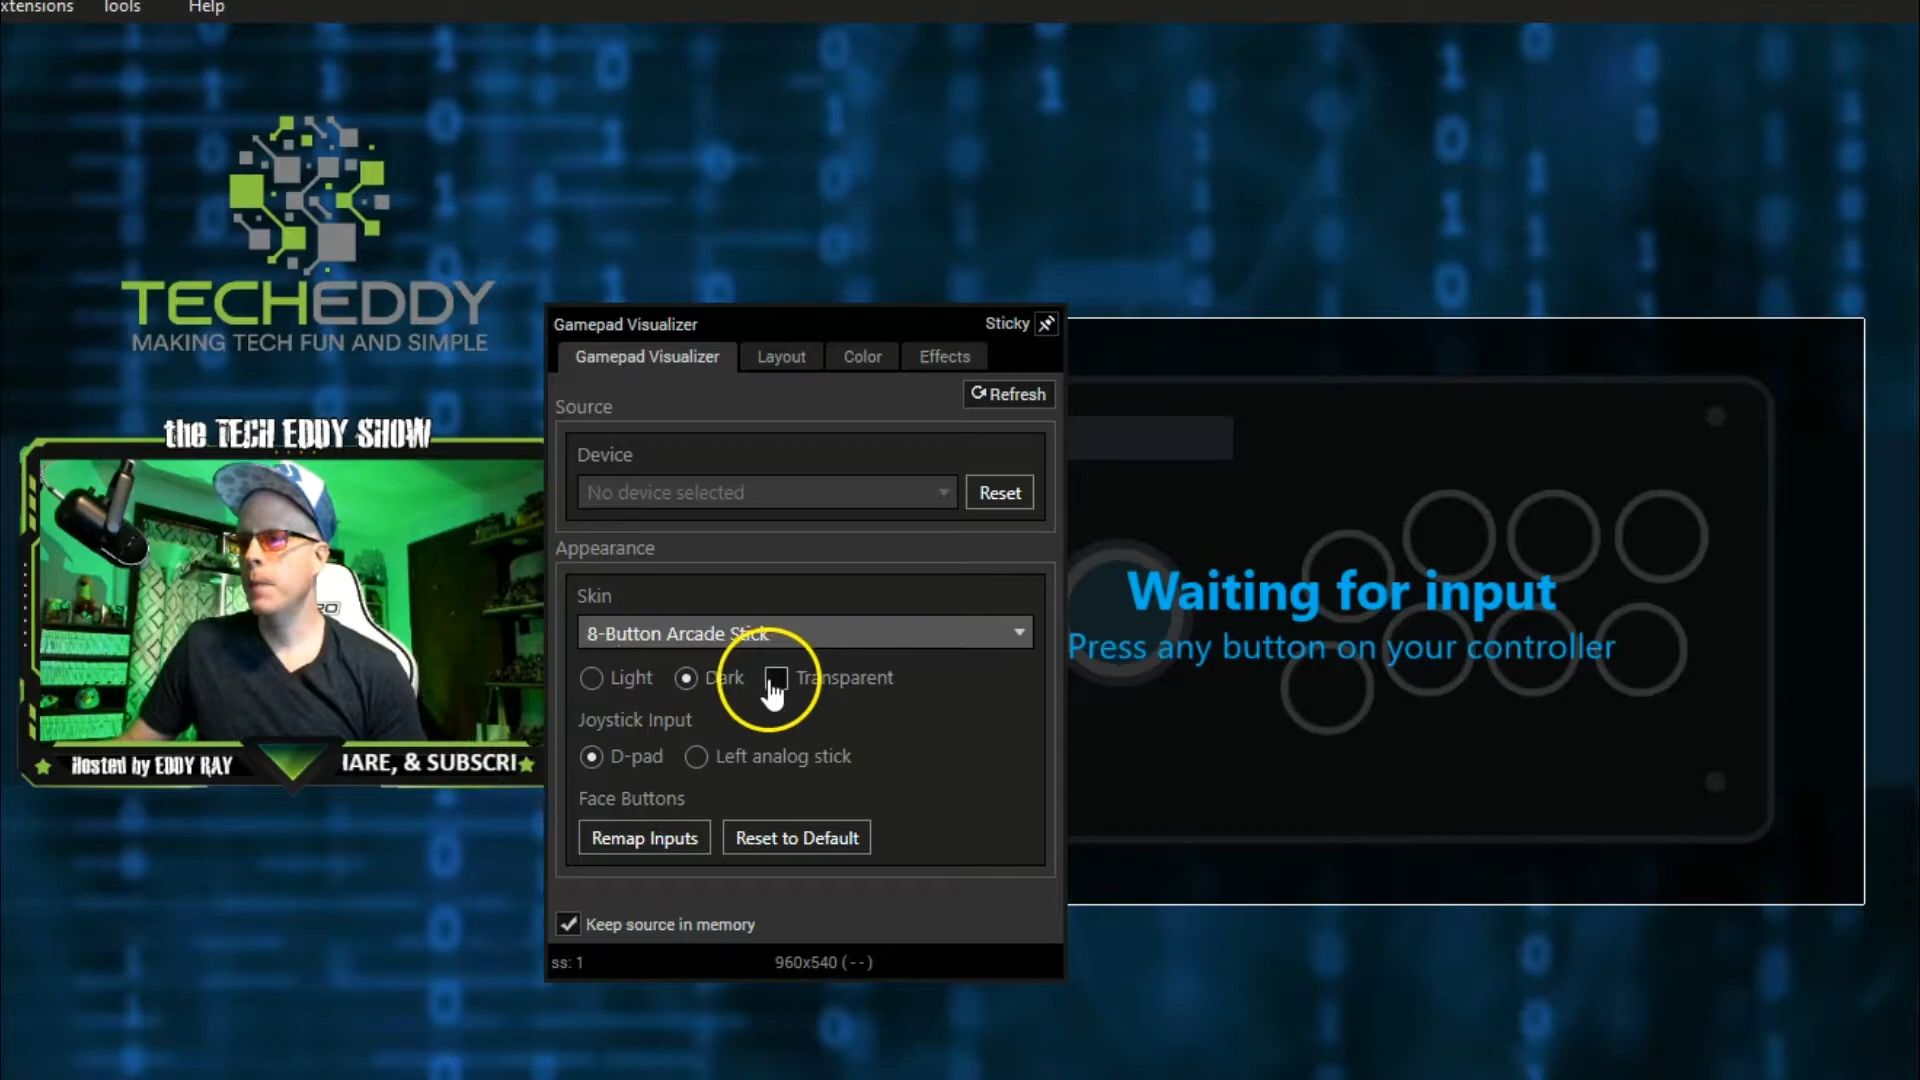 xtensions Tools Help
TECHEDDY
MAKING TECH FUN AND SIMPLE
Gamepad Visualizer Sticky
Gamepad Visualizer Layout Color Effects
Refresh
Source
Device
No device selected Reset
Appearance
Skin
8-Button Arcade Stick
Light Dark Transparent
Joystick Input
D-pad Left analog stick
Face Buttons
Remap Inputs Reset to Default
Keep source in memory
ss: 1 960x540 (--)
the TECH EDDY SHOW
Hosted by EDDY RAY IARE, & SUBSCRI
Waiting for input
Press any button on your controller